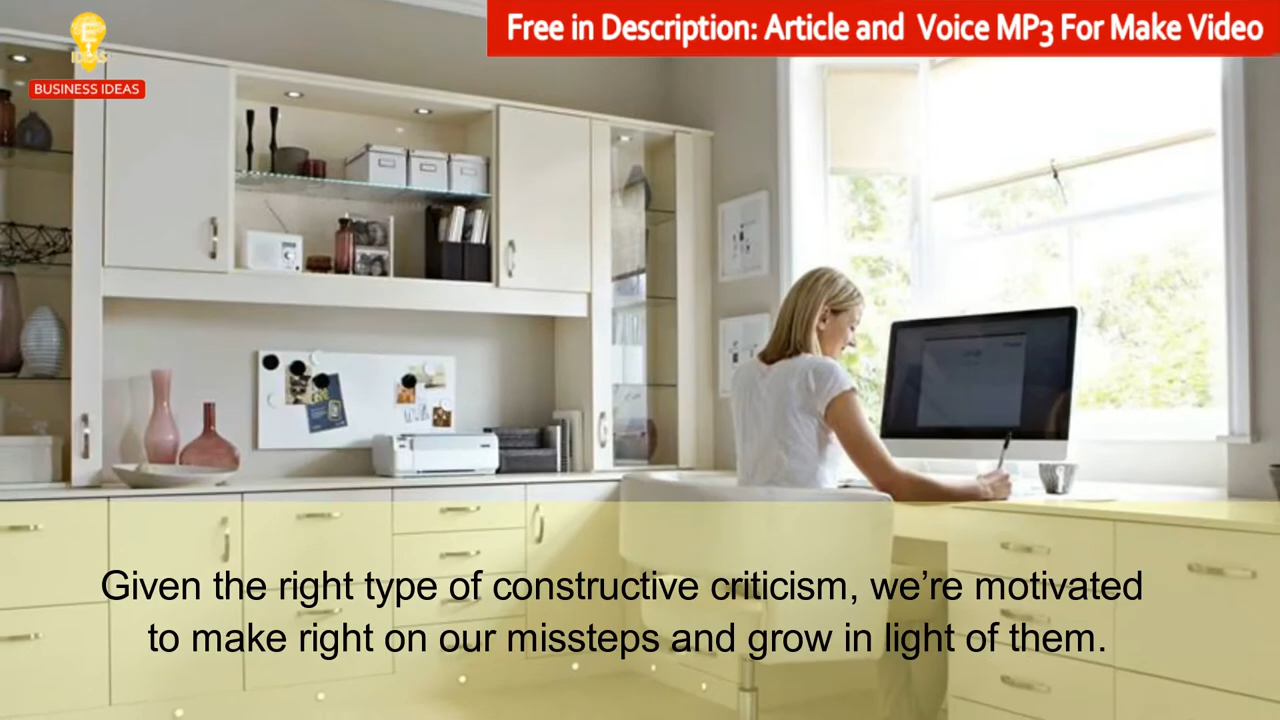 Free in Description: Article and Voice MP3 For Make Video
E
IDEAS
BUSINESS IDEAS
Given the right type of constructive criticism, we’re motivated
to make right on our missteps and grow in light of them.